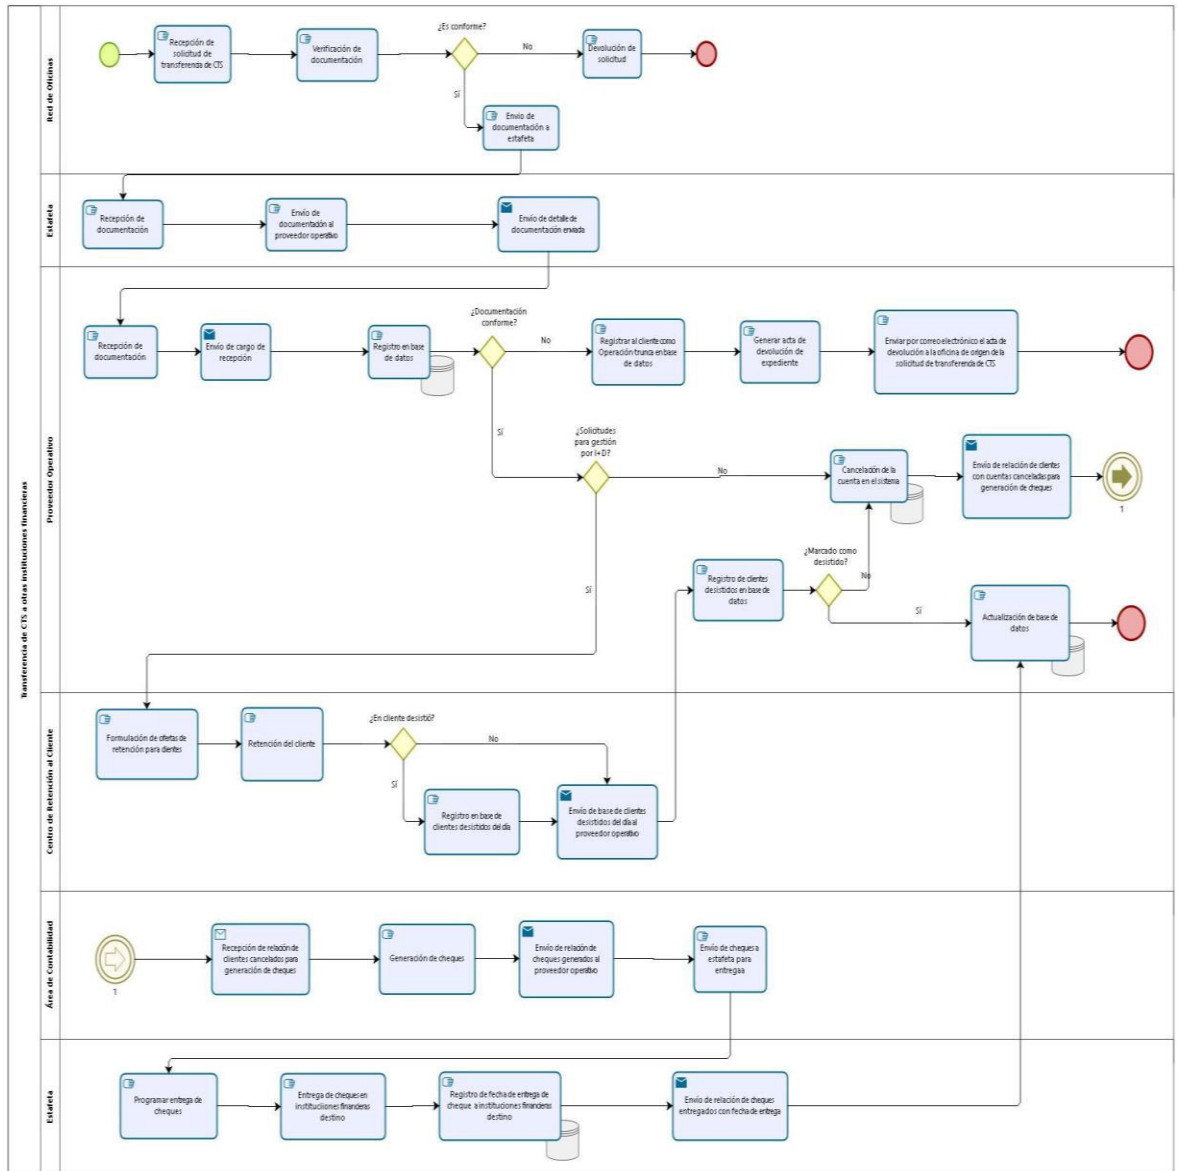 Transferencia de CTS a otras instituciones financieras
Red de Oficinas
Recepción de
solicitud de
transferenda de CTS
Verificación de
documentación
¿Es conforme?
No
Sí
Devolución de
solicitud
Envío de
documentación a
estafeta
Estafeta
Recepción de
documentación
Envío de
documentación al
proveedor operativo
Envío de detalle de
documentación enviada
Proveedor Operativo
Recepción de
documentación
Envío de cargo de
recepción
Registro en base
de datos
¿Documentación
conforme?
No
Sí
Registrar al cliente como
Operación trunca en base
de datos
Generar acta de
devolución de
expediente
Enviar por correo electrónico el acta de
devolución a la oficina de origen de la
solicitud de transferenda de CTS
¿Solicitudes
para gestión
por I+D?
No
Sí
Cancelación de la
cuenta en el sistema
Envío de relación de clientes
con cuentas canceladas para
generación de cheques
1
Registro de clientes
desistidos en base de
datos
¿Marcado como
desistido?
No
Sí
Actualización de base de
datos
Centro de Retención al Cliente
Formulación de ofertas de
retención para clientes
Retención del cliente
¿En cliente desistió?
No
Sí
Registro en base de
clientes desistidos del día
Envío de base de clientes
desistidos del día al
proveedor operativo
Área de Contabilidad
1
Recepción de relación de
clientes cancelados para
generación de cheques
Generación de cheques
Envío de relación de
cheques generados al
proveedor operativo
Envío de cheques a
estafeta para
entregaa
Estafeta
Programar entrega de
cheques
Entrega de cheques en
instituciiones financieras
destino
Registro de fecha de entrega de
cheque a instituciones financieras
destino
Envío de relación de cheques
entregados con fecha de entrega